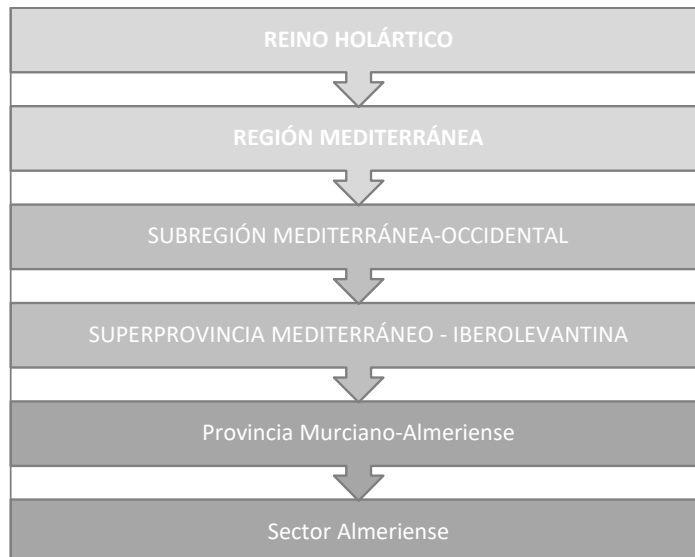 REINO HOLÁRTICO
REGIÓN MEDITERRÁNEA
SUBREGIÓN MEDITERRÁNEA-OCCIDENTAL
SUPERPROVINCIA MEDITERRÁNEO - IBEROLEVANTINA
Provincia Murciano-Almeriense
Sector Almeriense